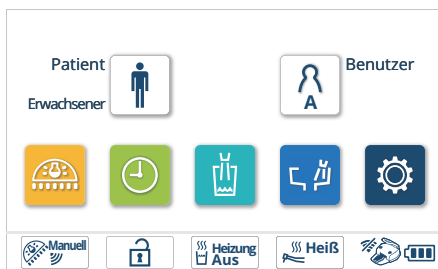 Patient
Benutzer
Erwachsener
A
Manuell
Heizung
Aus
Heiß